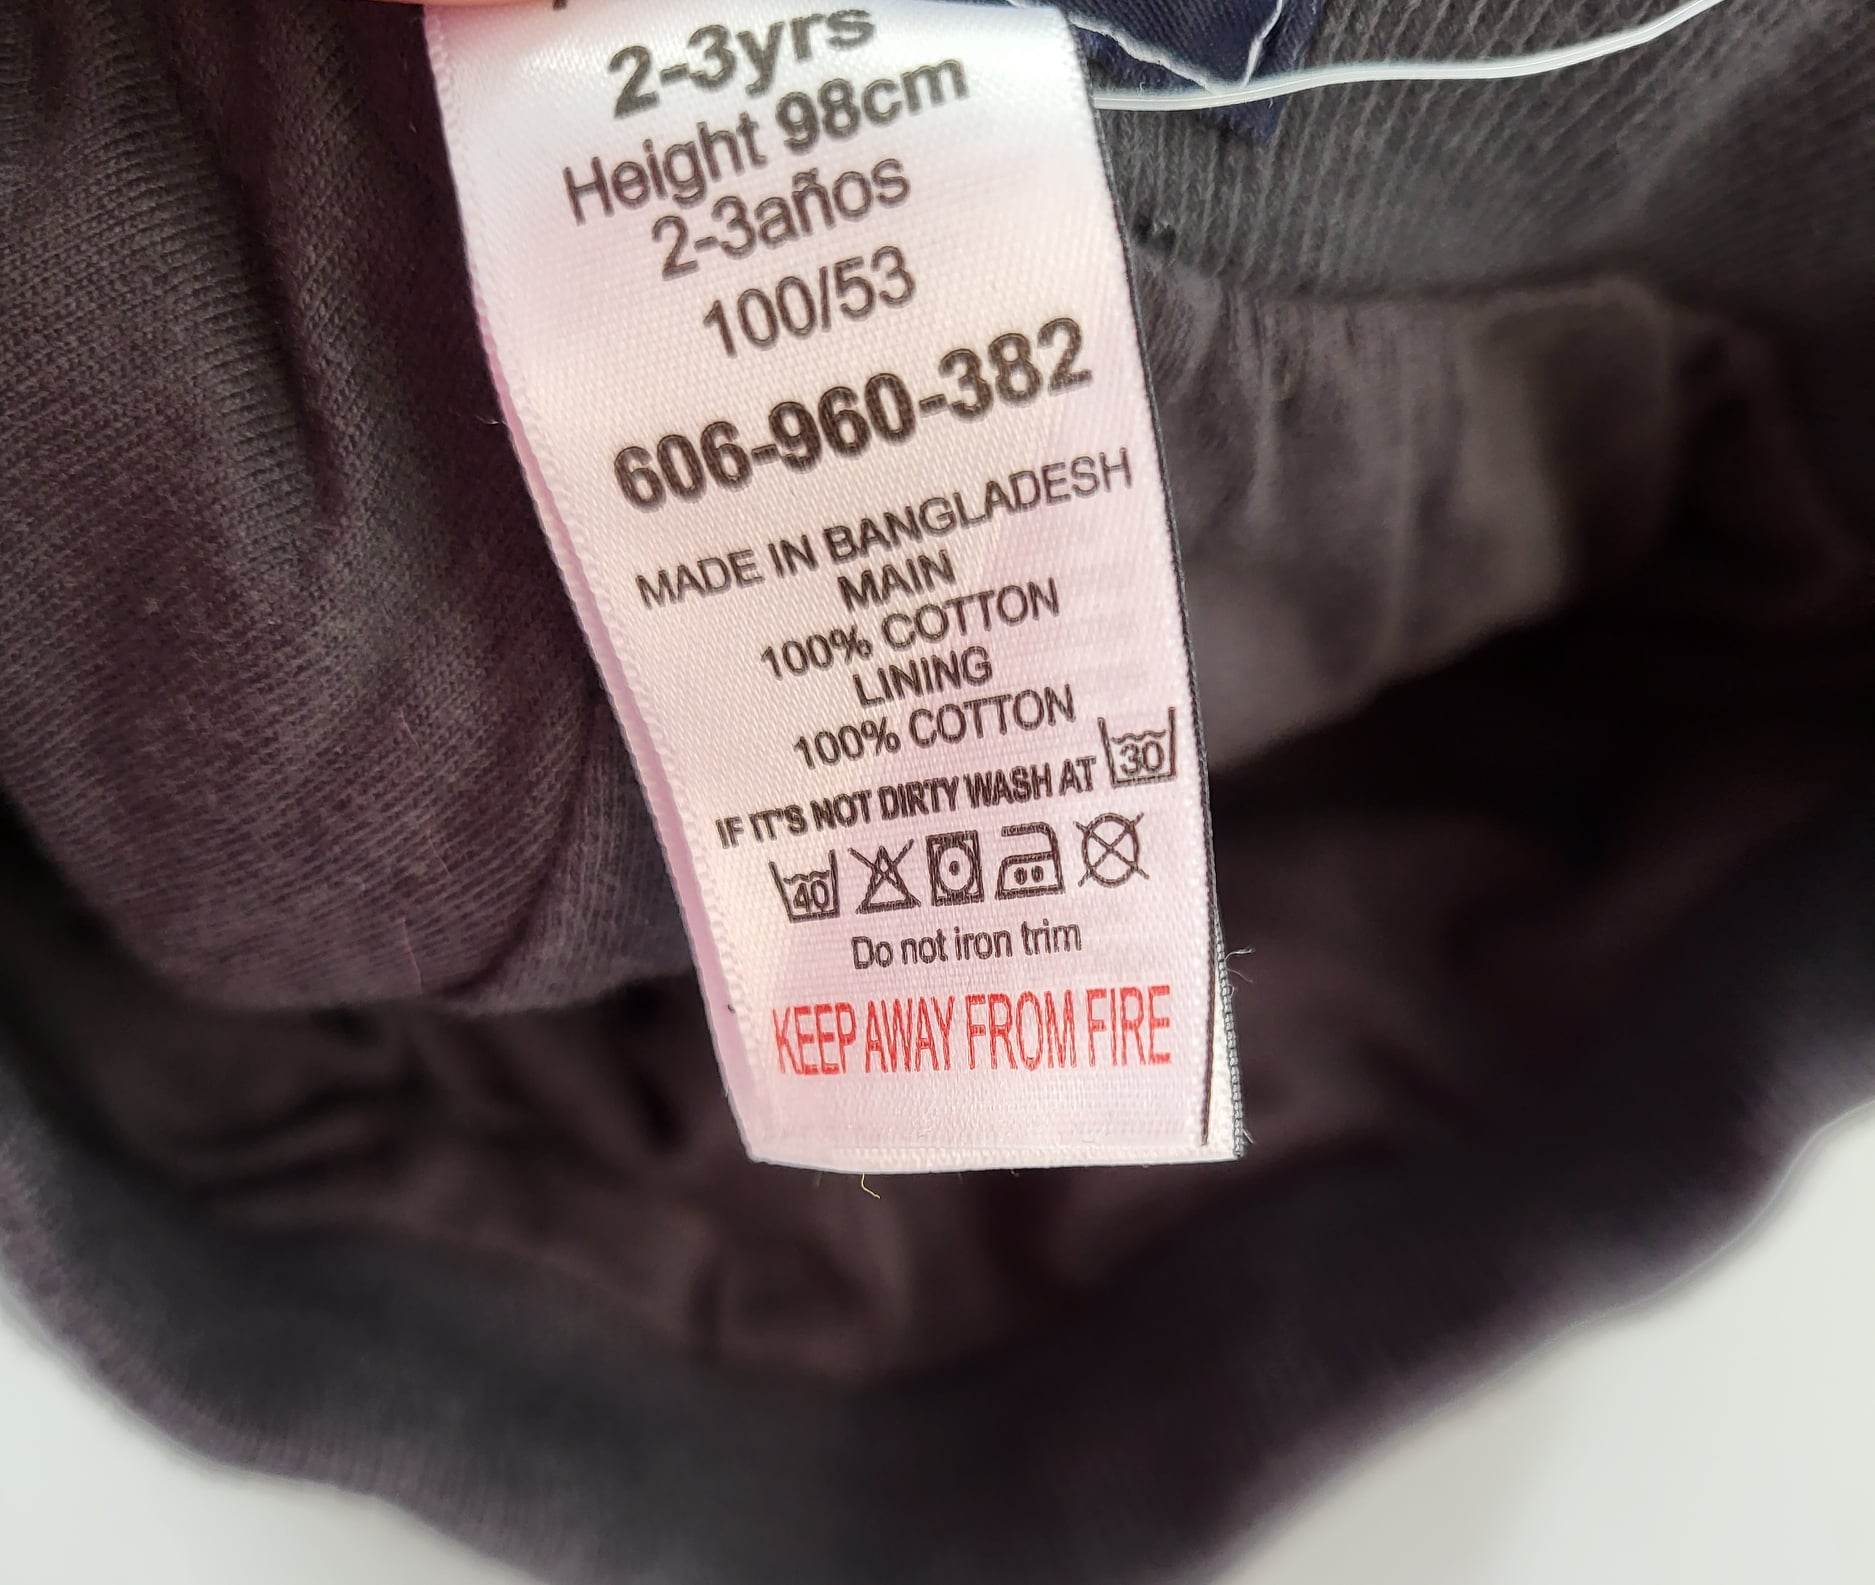 2-3yrs
Height 98cm
2-3años
100/53
606-960-382
MADE IN BANGLADESH
MAIN
100% COTTON
LINING
100% COTTON
IF IT'S NOT DIRTY WASH AT 30
40
Do not iron trim
KEEP AWAY FROM FIRE